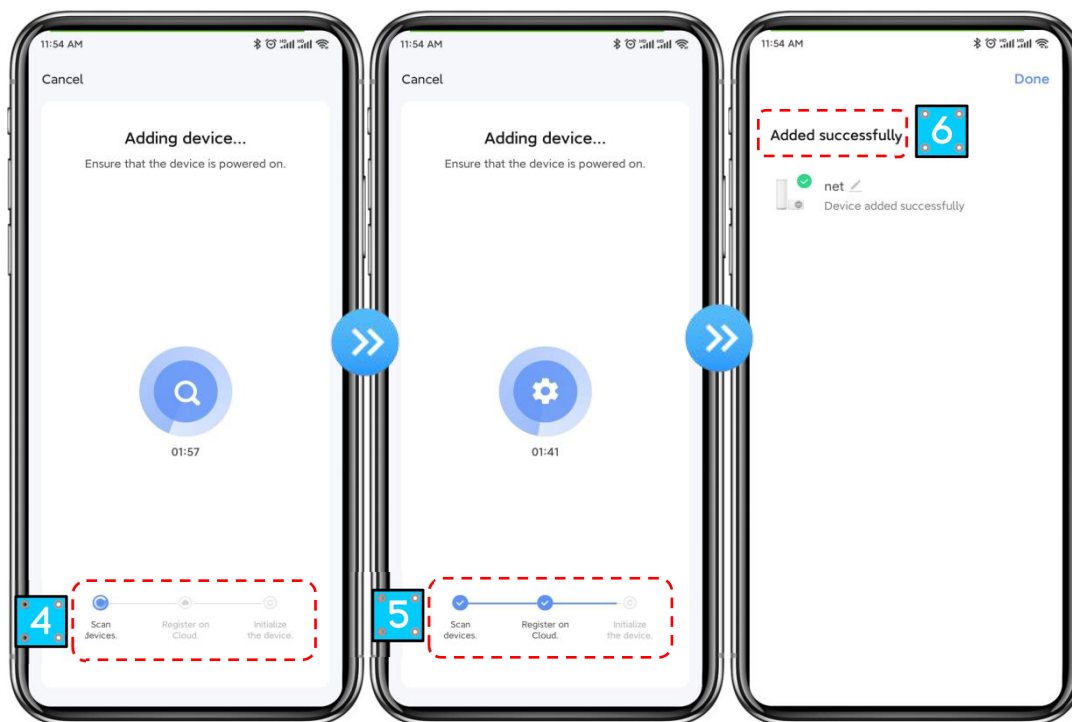 11:54 AM
Cancel
Adding device...
Ensure that the device is powered on.
01:57
4
Scan devices.
Register on Cloud.
Initialize the device.
11:54 AM
Cancel
Adding device...
Ensure that the device is powered on.
01:41
5
Scan devices.
Register on Cloud.
Initialize the device.
11:54 AM
Done
Added successfully
6
net
Device added successfully